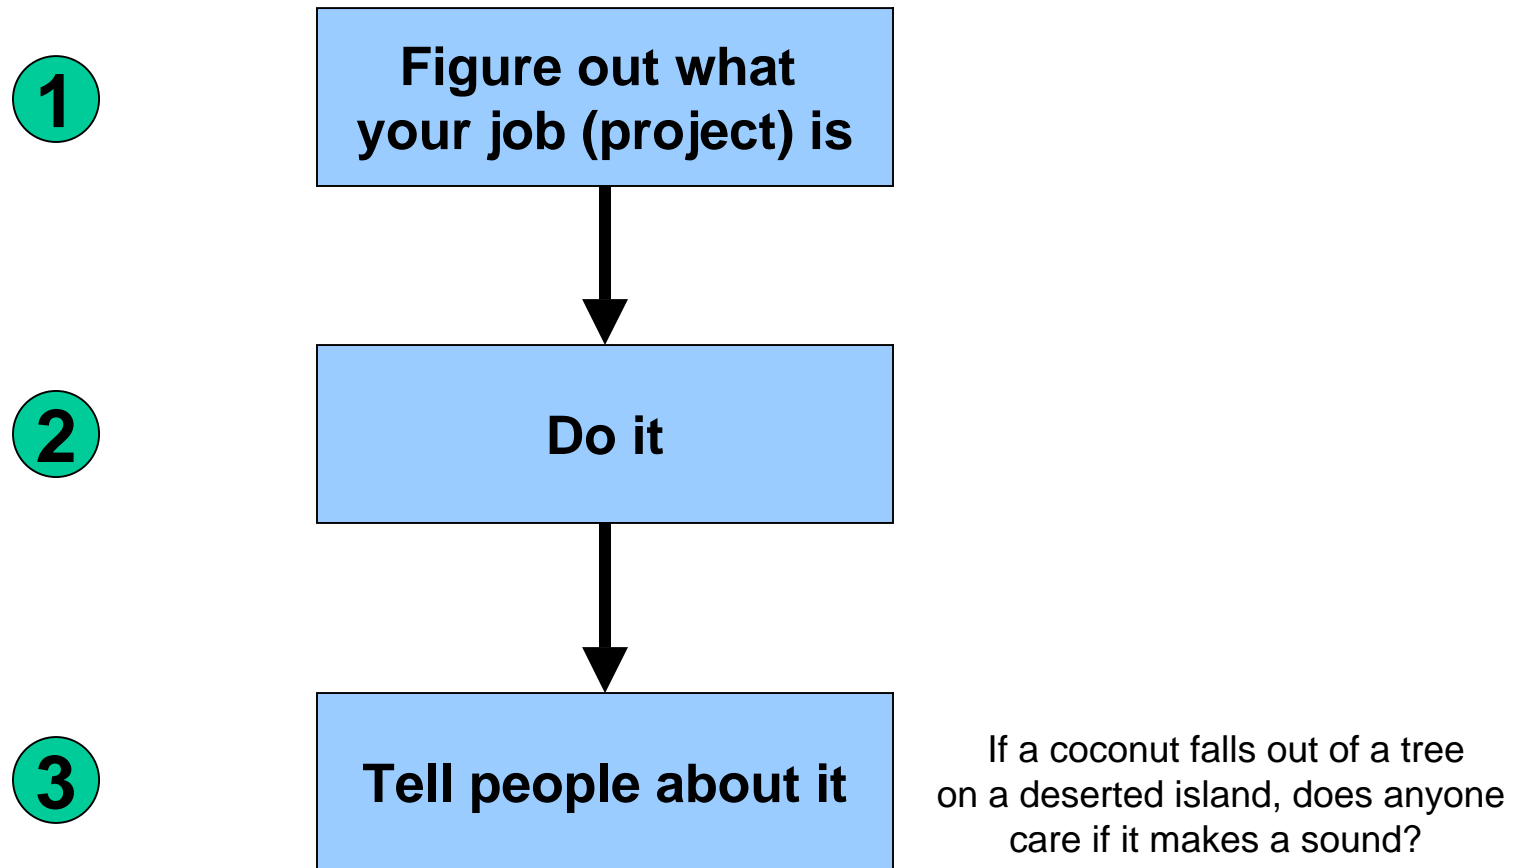 1
Figure out what
your job (project) is
2
Do it
3
Tell people about it
If a coconut falls out of a tree
on a deserted island, does anyone
care if it makes a sound?